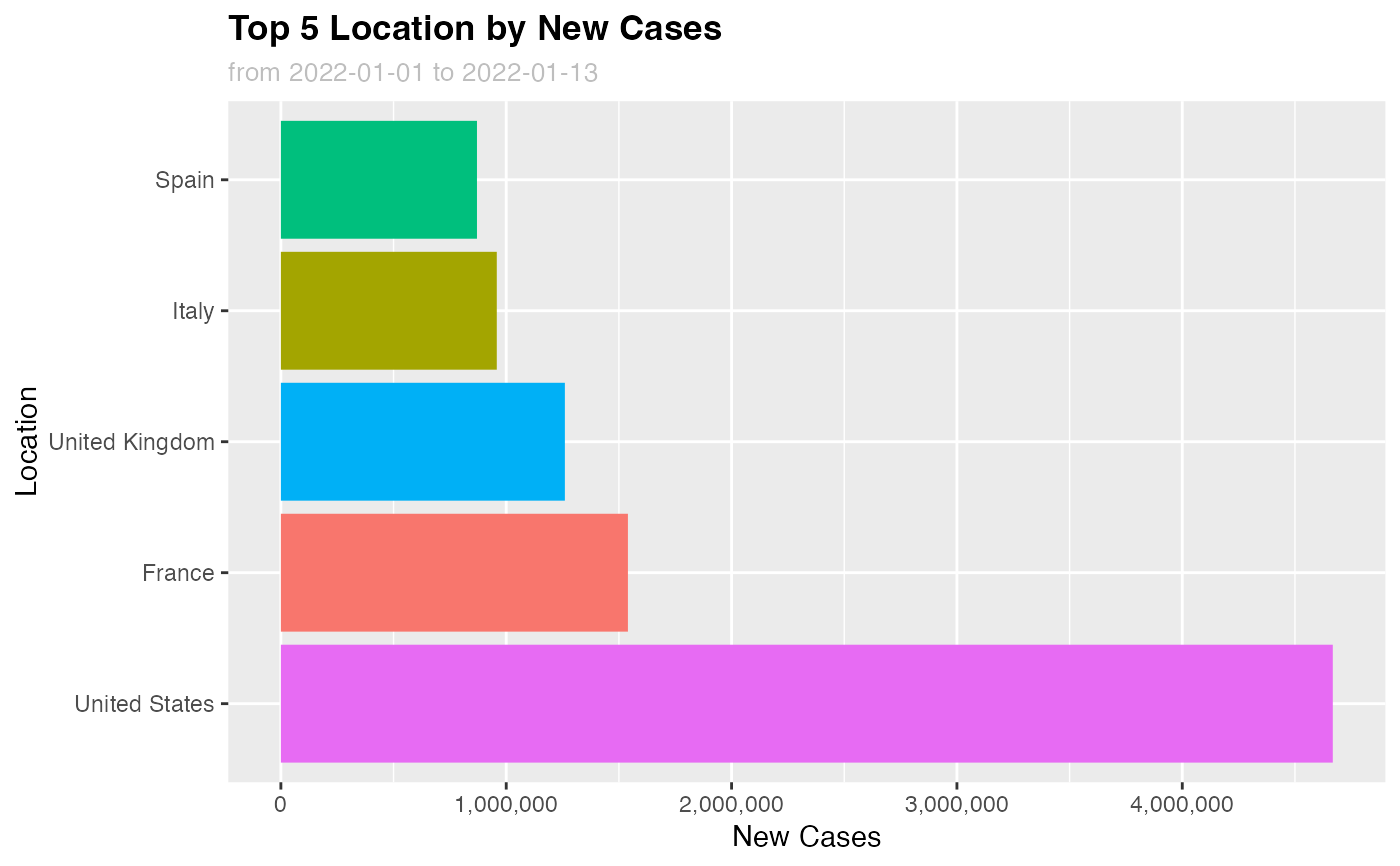 Top 5 Location by New Cases
from 2022-01-01 to 2022-01-13
Spain
Italy
United Kingdom
France
United States
Location
0 1,000,000 2,000,000 3,000,000 4,000,000
New Cases